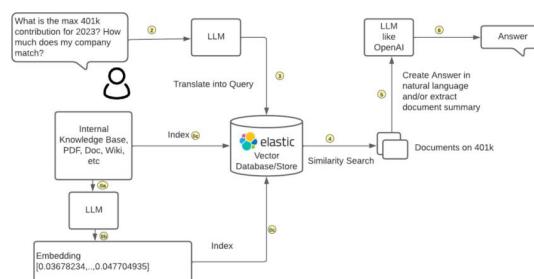 What is the max 401k
contribution for 2023? How
much does my company
match?
2
LLM
3
Translate into Query
LLM
like
OpenAI
6
Answer
5
Create Answer in
natural language
and/or extract
document summary
Internal
Knowledge Base,
PDF, Doc, Wiki,
etc
Index 0c
elastic
Vector
Database/Store
4
Similarity Search
Documents on 401k
0a
LLM
0b
Index
0c
Embedding
[0.03678234,..,0.047704935]